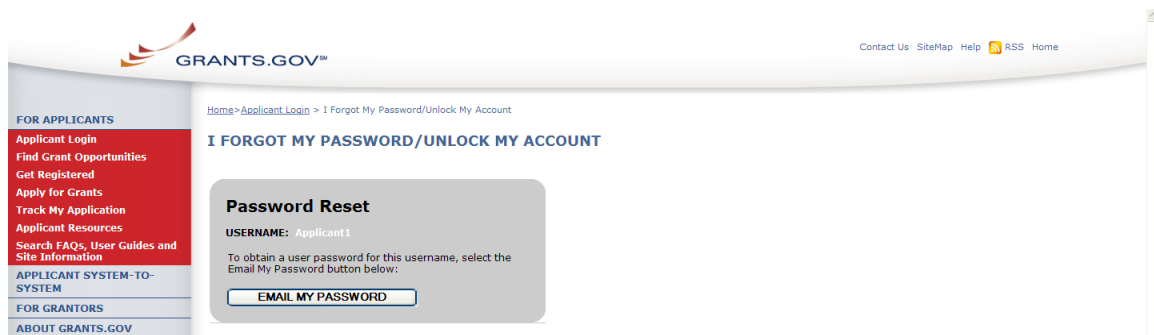 GRANTS.GOV℠
Contact Us SiteMap Help RSS Home
Home>Applicant Login > I Forgot My Password/Unlock My Account
I FORGOT MY PASSWORD/UNLOCK MY ACCOUNT
FOR APPLICANTS
Applicant Login
Find Grant Opportunities
Get Registered
Apply for Grants
Track My Application
Applicant Resources
Search FAQs, User Guides and
Site Information
APPLICANT SYSTEM-TO-
SYSTEM
FOR GRANTORS
ABOUT GRANTS.GOV
Password Reset
USERNAME: Applicant1
To obtain a user password for this username, select the
Email My Password button below:
EMAIL MY PASSWORD